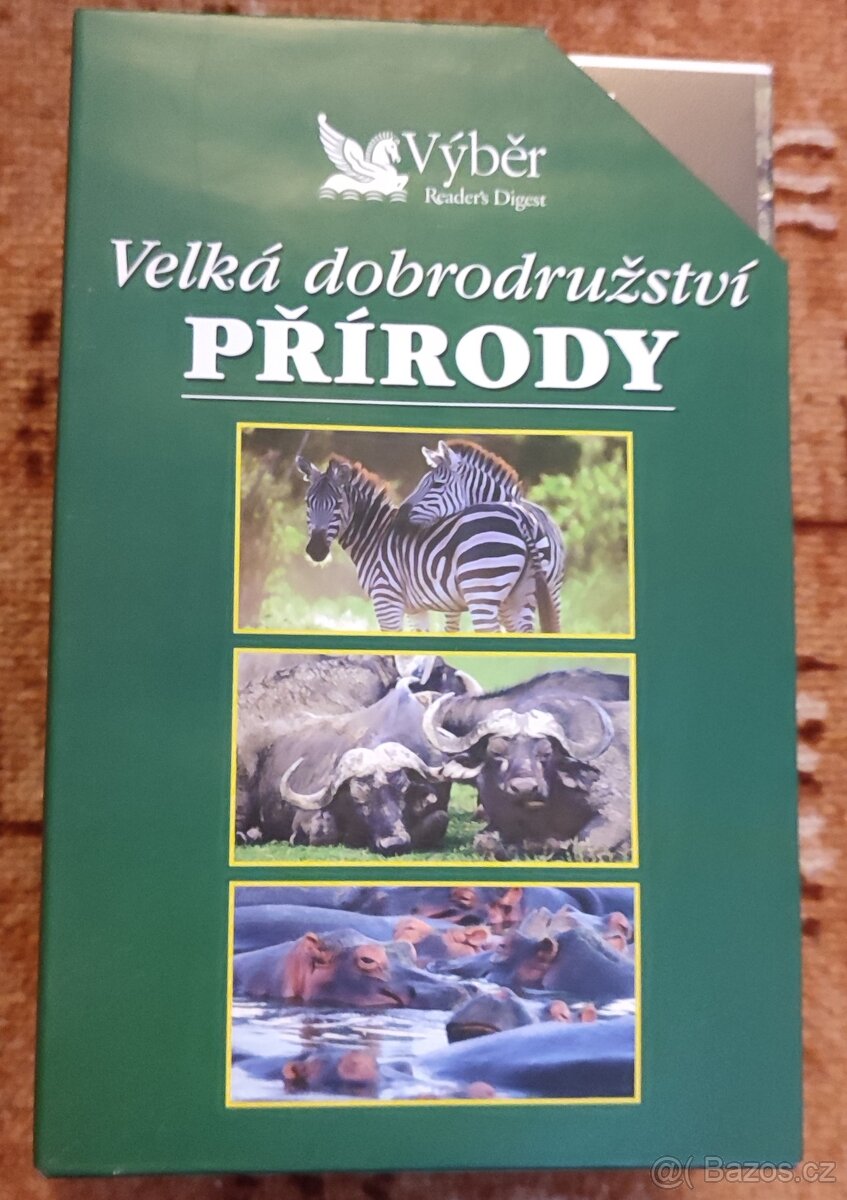 Výběr
Reader's Digest
Velká dobrodružství
PŘÍRODY
@( Bazos.cz